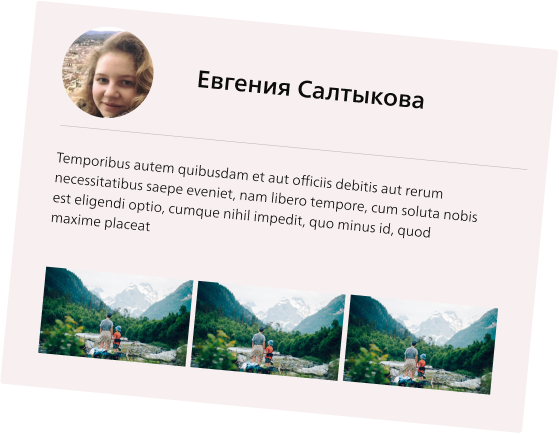 Евгения Салтыкова
Temporibus autem quibusdam et aut officiis debitis aut rerum
necessitatibus saepe eveniet, nam libero tempore, cum soluta nobis
est eligendi optio, cumque nihil impedit, quo minus id, quod
maxime placeat